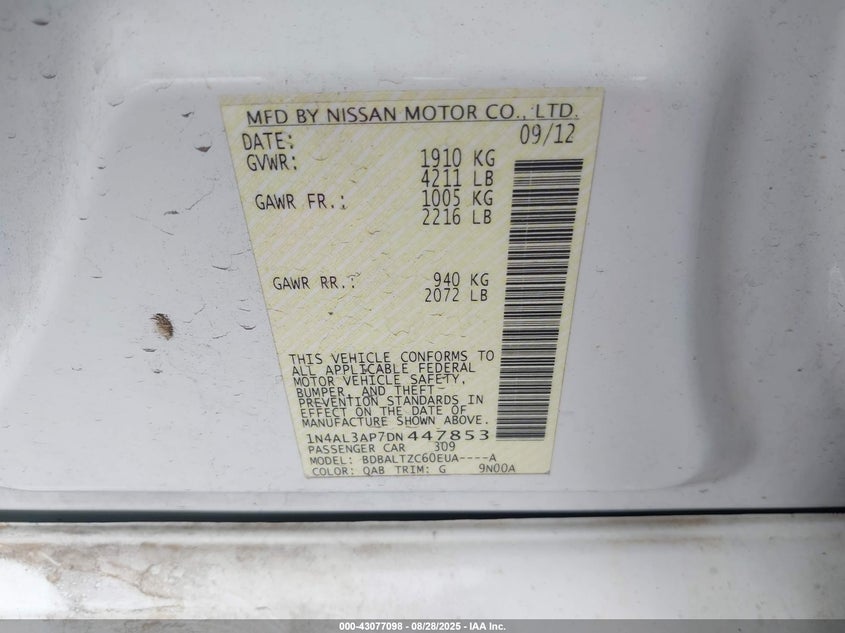 MFD BY NISSAN MOTOR CO., LTD.
DATE: 09/12
GVWR: 1910 KG
4211 LB
GAWR FR.: 1005 KG
2216 LB
GAWR RR.: 940 KG
2072 LB
THIS VEHICLE CONFORMS TO
ALL APPLICABLE FEDERAL
MOTOR VEHICLE SAFETY,
BUMPER, AND THEFT
PREVENTION STANDARDS IN
EFFECT ON THE DATE OF
MANUFACTURE SHOWN ABOVE.
1N4AL3AP7DN447853
PASSENGER CAR 309
MODEL: BDBALTZC60EUA----A
COLOR: QAB TRIM: G 9N00A
000-43077098 - 08/28/2025 - IAA Inc.